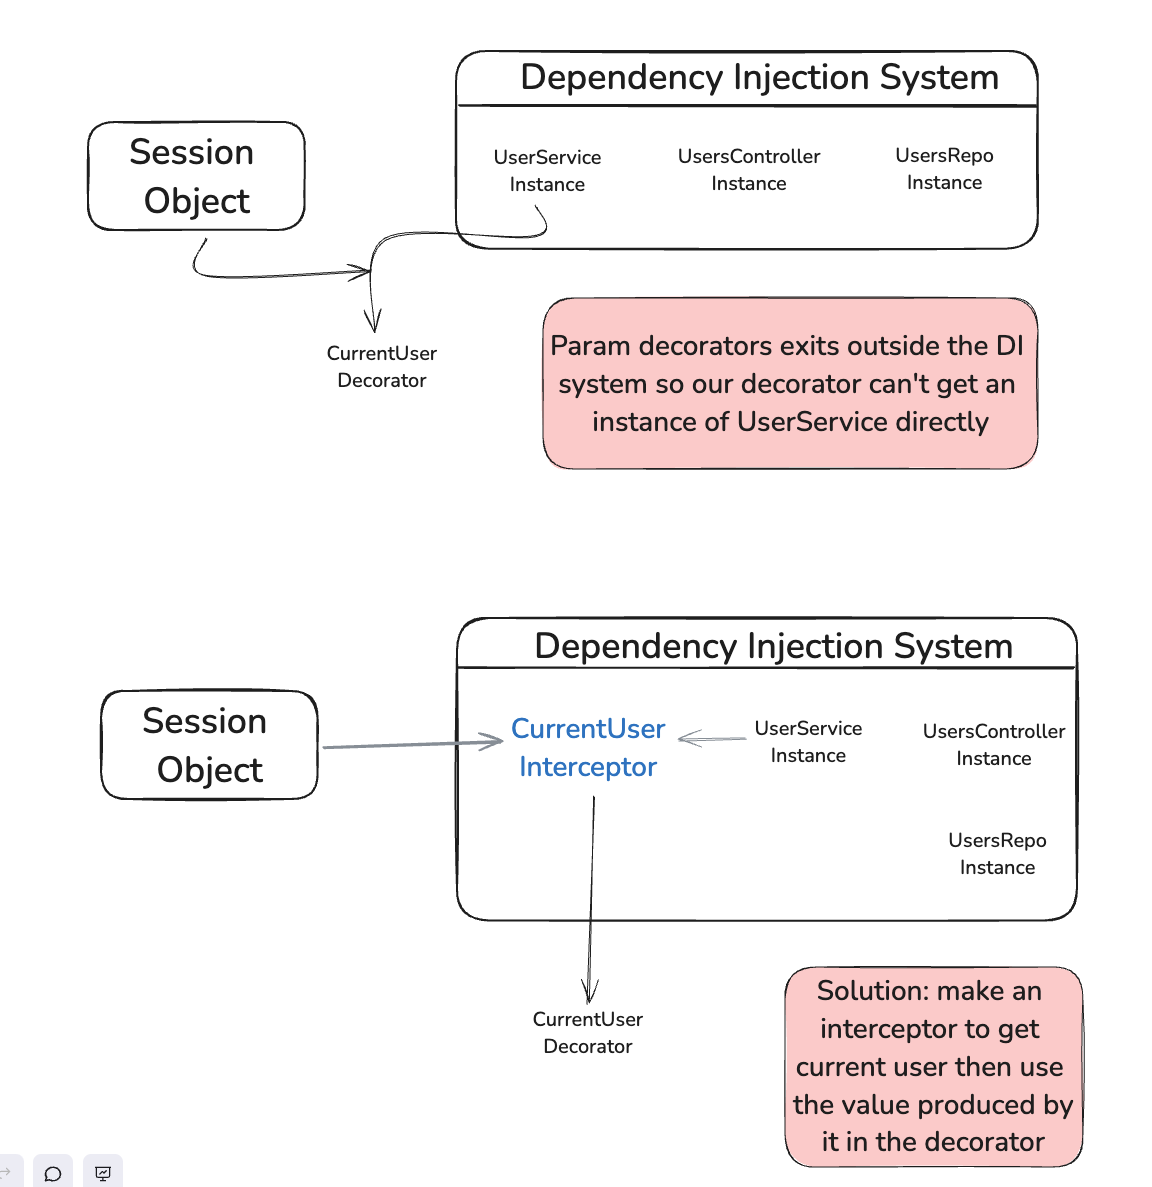 Dependency Injection System
Session
Object
UserService
Instance
UsersController
Instance
UsersRepo
Instance
CurrentUser
Decorator
Param decorators exits outside the DI
system so our decorator can't get an
instance of UserService directly
Dependency Injection System
Session
Object
CurrentUser
Interceptor
UserService
Instance
UsersController
Instance
UsersRepo
Instance
CurrentUser
Decorator
Solution: make an
interceptor to get
current user then use
the value produced by
it in the decorator